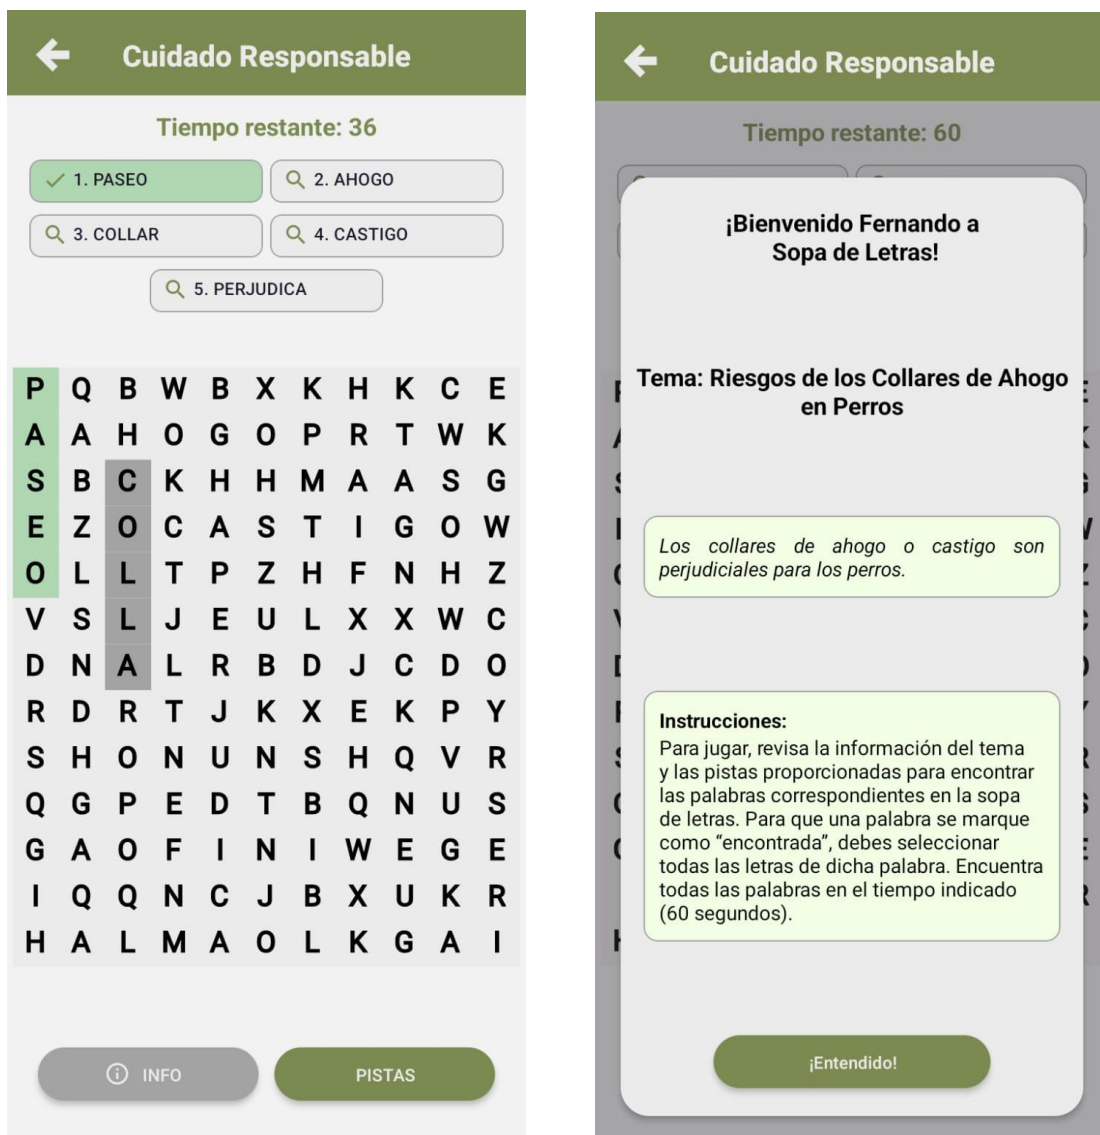 Cuidado Responsable
Tiempo restante: 36
1. PASEO
2. AHOGO
3. COLLAR
4. CASTIGO
5. PERJUDICA
P Q B W B X K H K C E
A A H O G O P R T W K
S B C K H H M A A S G
E Z O C A S T I G O W
O L L T P Z H F N H Z
V S L J E U L X X W C
D N A L R B D J C D O
R D R T J K X E K P Y
S H O N U N S H Q V R
Q G P E D T B Q N U S
G A O F I N I W E G E
I Q Q N C J B X U K R
H A L M A O L K G A I
INFO
PISTAS
Cuidado Responsable
Tiempo restante: 60
¡Bienvenido Fernando a
Sopa de Letras!
Tema: Riesgos de los Collares de Ahogo
en Perros
Los collares de ahogo o castigo son
perjudiciales para los perros.
Instrucciones:
Para jugar, revisa la información del tema
y las pistas proporcionadas para encontrar
las palabras correspondientes en la sopa
de letras. Para que una palabra se marque
como “encontrada”, debes seleccionar
todas las letras de dicha palabra. Encuentra
todas las palabras en el tiempo indicado
(60 segundos).
¡Entendido!